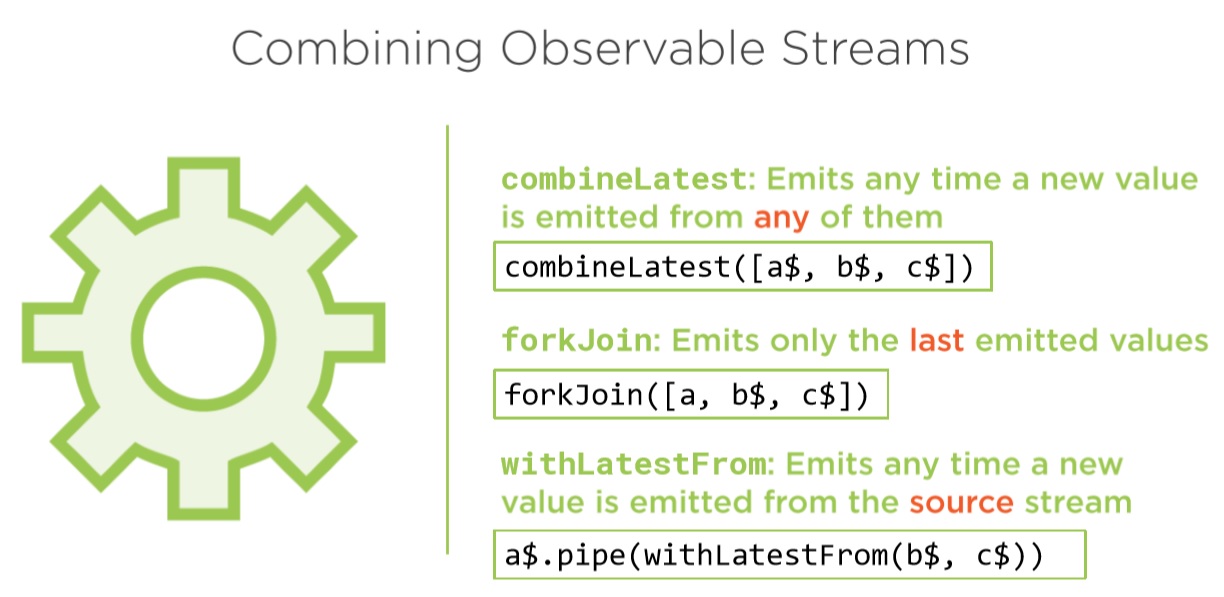 Combining Observable Streams
combineLatest: Emits any time a new value
is emitted from any of them
combineLatest([a$, b$, c$])
forkJoin: Emits only the last emitted values
forkJoin([a, b$, c$])
withLatestFrom: Emits any time a new
value is emitted from the source stream
a$.pipe(withLatestFrom(b$, c$))